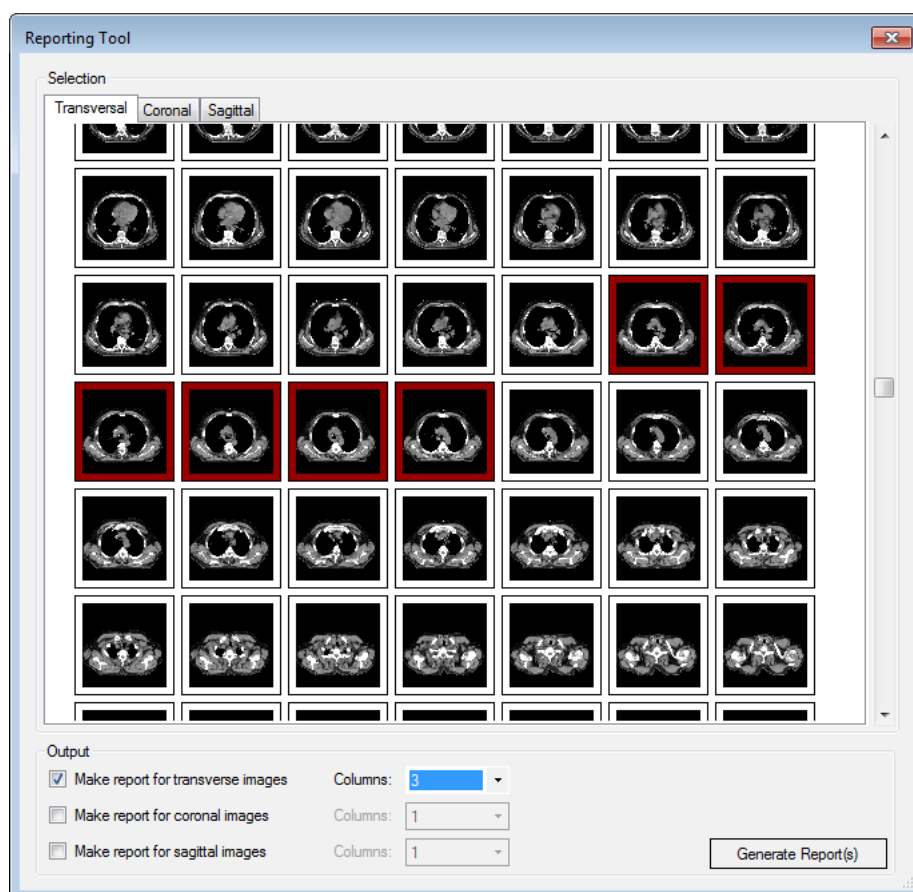 Reporting Tool
Selection
Transversal Coronal Sagittal
Output
Make report for transverse images Columns: 3
Make report for coronal images Columns: 1
Make report for sagittal images Columns: 1
Generate Report(s)